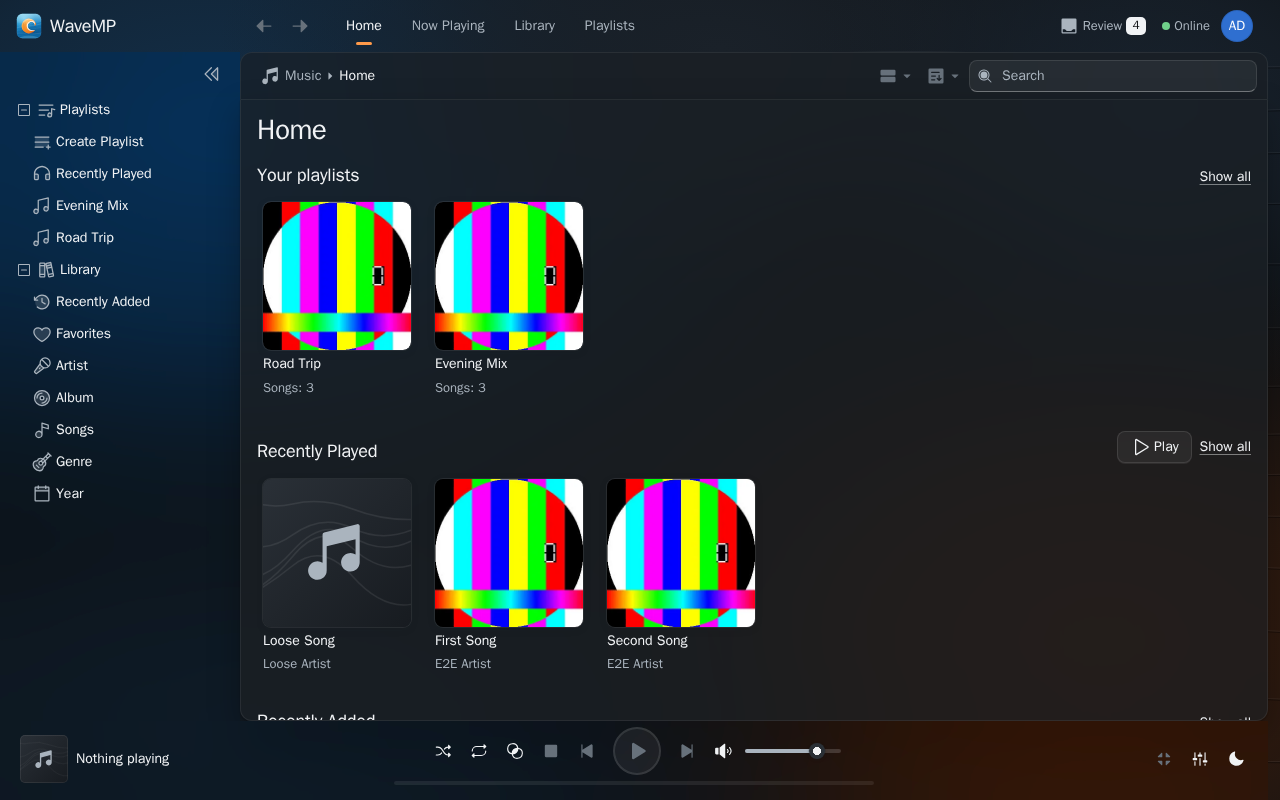 WaveMP
Home
Now Playing
Library
Playlists
Review 4
Online
AD
Music
Home
Search
Playlists
Create Playlist
Recently Played
Evening Mix
Road Trip
Library
Recently Added
Favorites
Artist
Album
Songs
Genre
Year
Home
Your playlists
Show all
Road Trip
Songs: 3
Evening Mix
Songs: 3
Recently Played
Play
Show all
Loose Song
Loose Artist
First Song
E2E Artist
Second Song
E2E Artist
Recently Added
Show all
Nothing playing